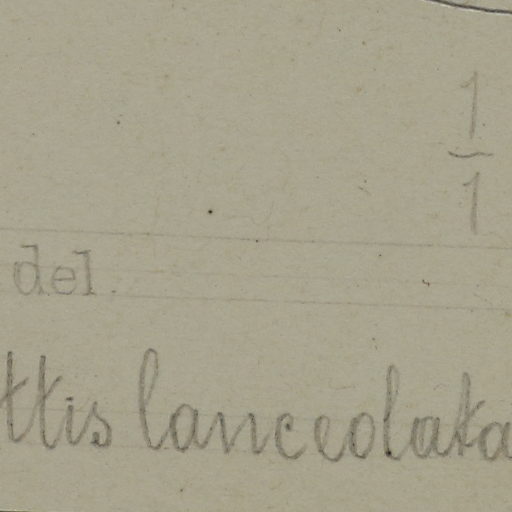 1
1
del.
ttis lanceolata